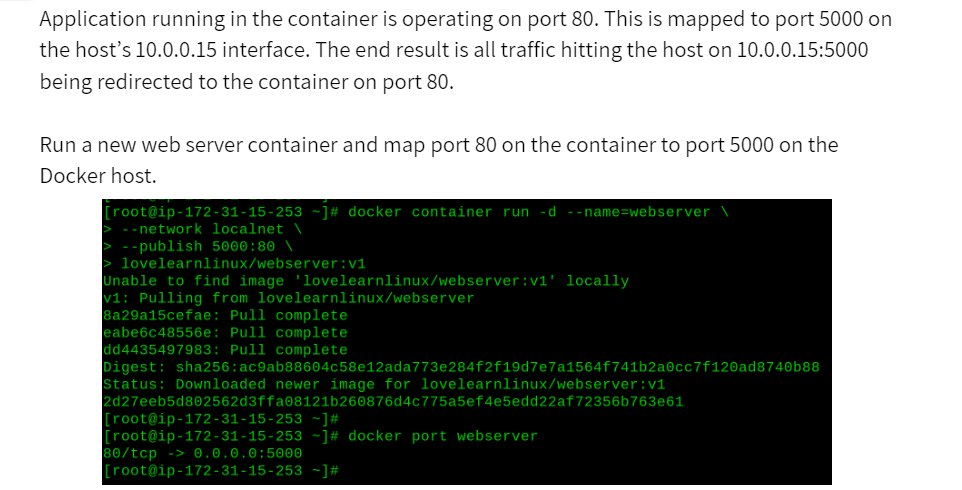 Application running in the container is operating on port 80. This is mapped to port 5000 on
the host’s 10.0.0.15 interface. The end result is all traffic hitting the host on 10.0.0.15:5000
being redirected to the container on port 80.
Run a new web server container and map port 80 on the container to port 5000 on the
Docker host.
[root@ip-172-31-15-253 ~]# docker container run -d --name=webserver \
> --network localnet \
> --publish 5000:80 \
> lovelearnlinux/webserver:v1
Unable to find image 'lovelearnlinux/webserver:v1' locally
v1: Pulling from lovelearnlinux/webserver
8a29a15cefae: Pull complete
eabe6c48556e: Pull complete
dd4435497983: Pull complete
Digest: sha256:ac9ab88604c58e12ada773e284f2f19d7e7a1564f741b2a0cc7f120ad8740b88
Status: Downloaded newer image for lovelearnlinux/webserver:v1
2d27eeb5d802562d3ffa08121b260876d4c775a5ef4e5edd22af72356b763e61
[root@ip-172-31-15-253 ~]#
[root@ip-172-31-15-253 ~]# docker port webserver
80/tcp -> 0.0.0.0:5000
[root@ip-172-31-15-253 ~]#